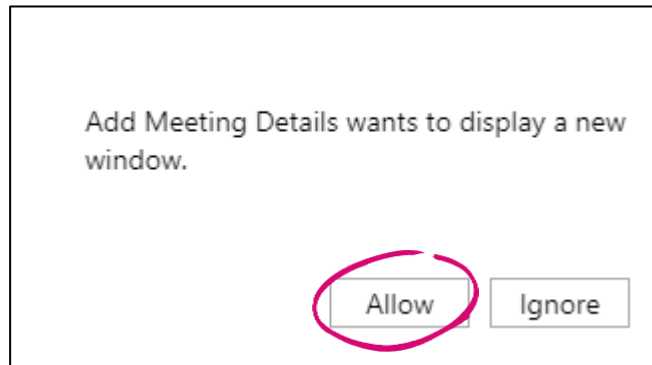 Add Meeting Details wants to display a new
window.
Allow Ignore